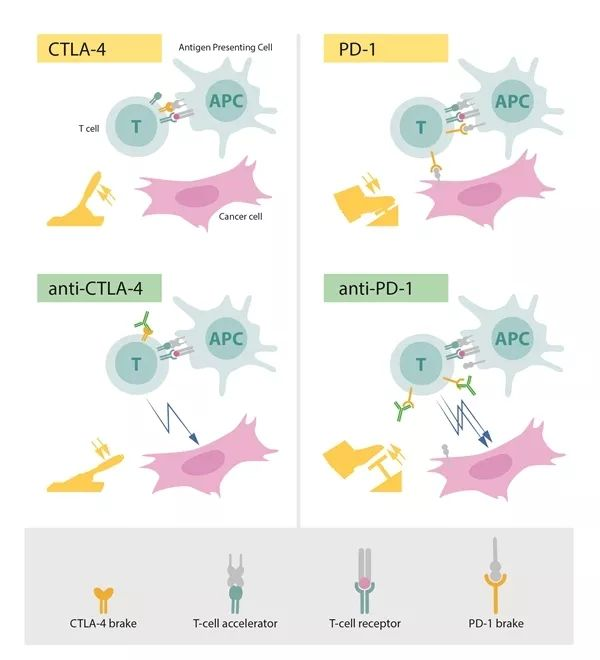 CTLA-4
Antigen Presenting Cell
APC
T
T cell
Cancer cell
PD-1
APC
T
anti-CTLA-4
APC
T
anti-PD-1
APC
T
CTLA-4 brake
T-cell accelerator
T-cell receptor
PD-1 brake